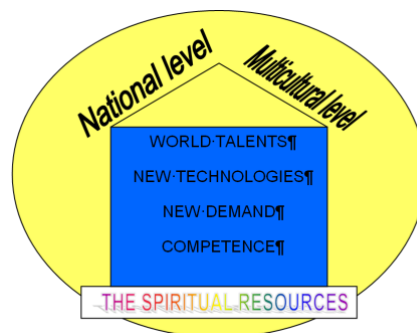 National level
Multicultural level
WORLD·TALENTS¶
NEW·TECHNOLOGIES¶
NEW·DEMAND¶
COMPETENCE¶
THE SPIRITUAL RESOURCES